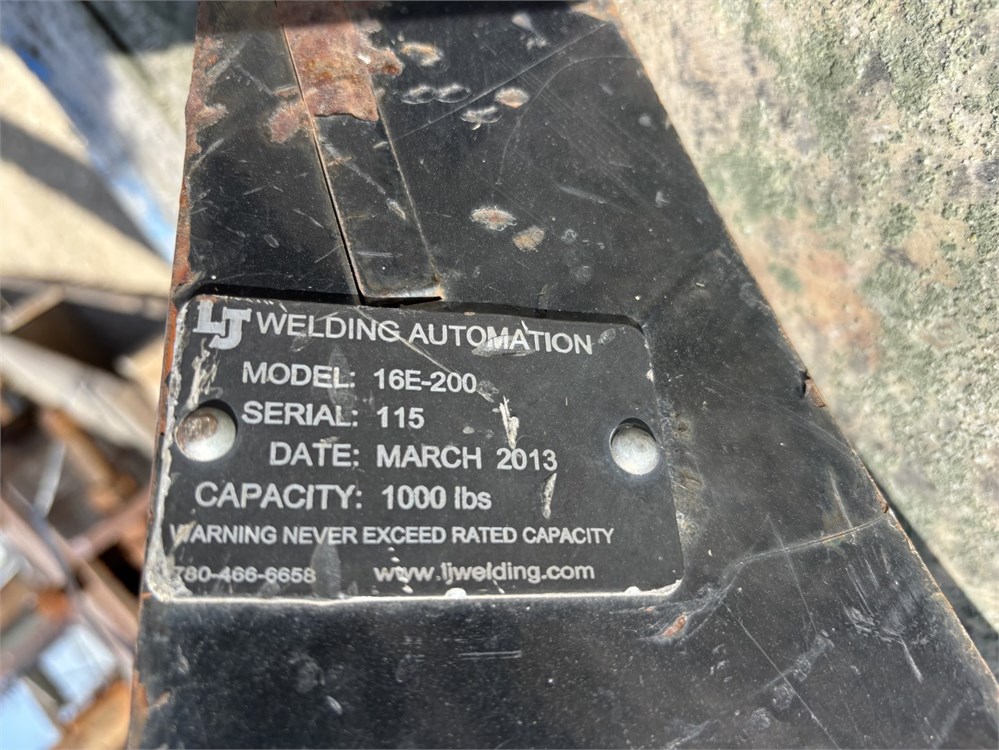 LJ WELDING AUTOMATION
MODEL: 16E-200
SERIAL: 115
DATE: MARCH 2013
CAPACITY: 1000 lbs
WARNING NEVER EXCEED RATED CAPACITY
780-466-6658 www.ljwelding.com